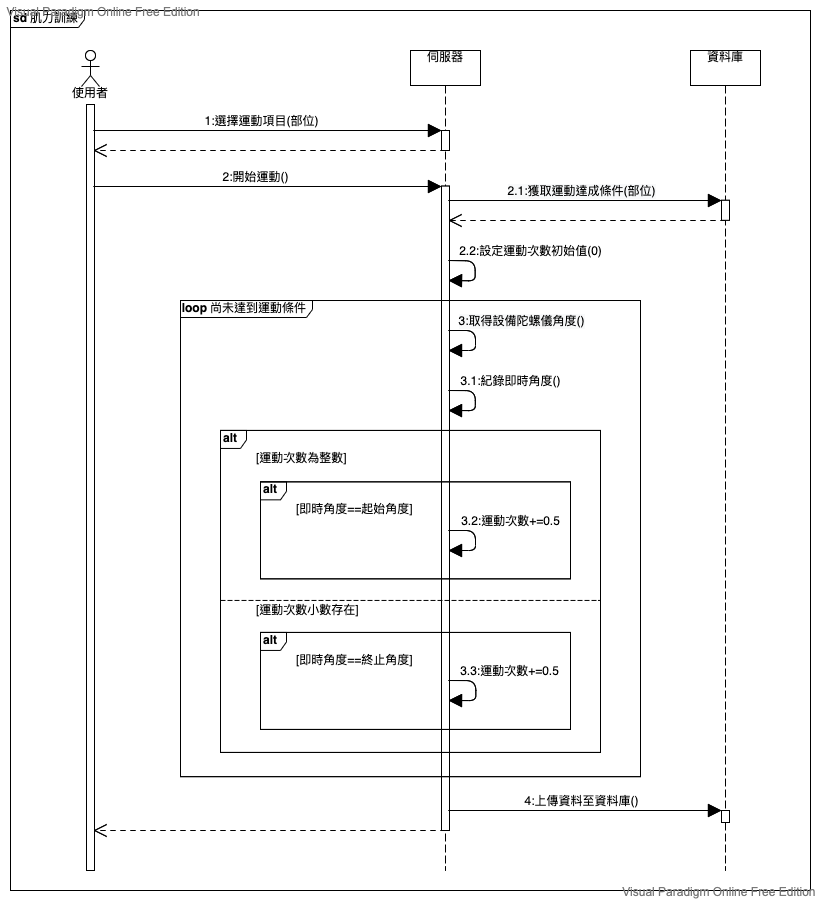 Visual Paradigm Online Free Edition
sd 肌力訓練
使用者
伺服器
資料庫
1:選擇運動項目(部位)
2:開始運動()
2.1:獲取運動達成條件(部位)
2.2:設定運動次數初始值(0)
loop 尚未達到運動條件
3:取得設備陀螺儀角度()
3.1:紀錄即時角度()
alt
[運動次數為整數]
alt
[即時角度==起始角度]
3.2:運動次數+=0.5
[運動次數小數存在]
alt
[即時角度==終止角度]
3.3:運動次數+=0.5
4:上傳資料至資料庫()
Visual Paradigm Online Free Edition